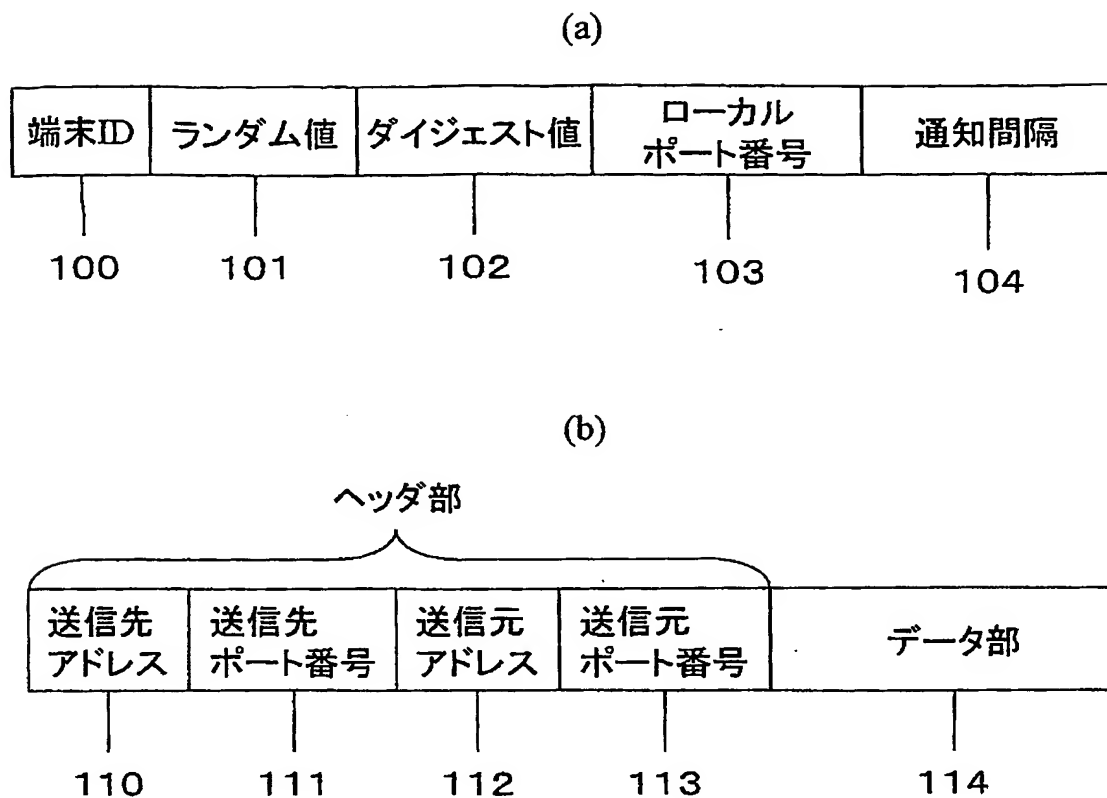 (a)
端末ID
ランダム値
ダイジェスト値
ローカル
ポート番号
通知間隔
100
101
102
103
104
(b)
ヘッダ部
送信先
アドレス
送信先
ポート番号
送信元
アドレス
送信元
ポート番号
データ部
110
111
112
113
114